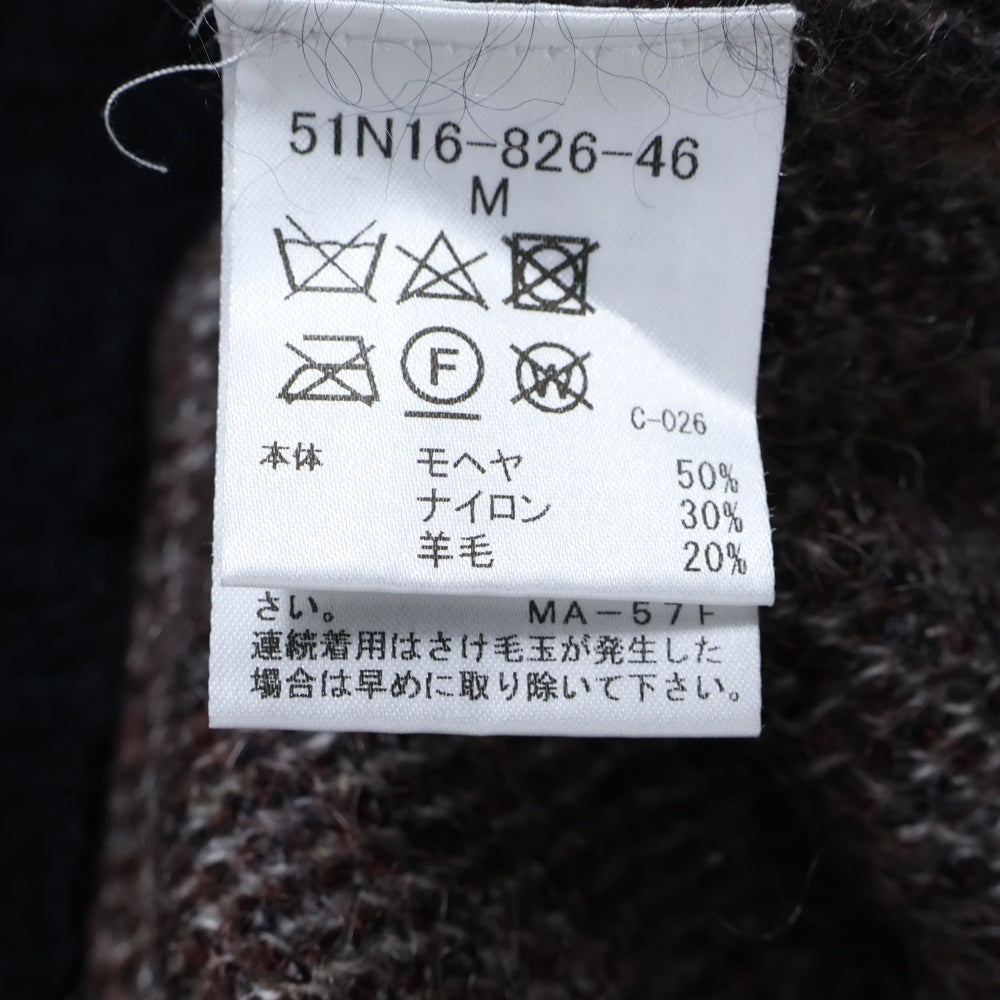 51N16-826-46
M
F W
C-026
本体 モヘヤ 50%
ナイロン 30%
羊毛 20%
さい。 MA-57F
連続着用はさけ毛玉が発生した
場合は早めに取り除いて下さい。